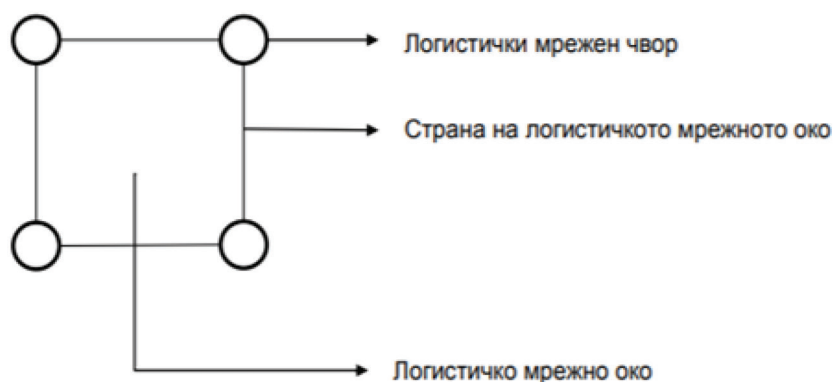 Логистички мрежен чвор
Страна на логистичкото мрежното око
Логистичко мрежно око